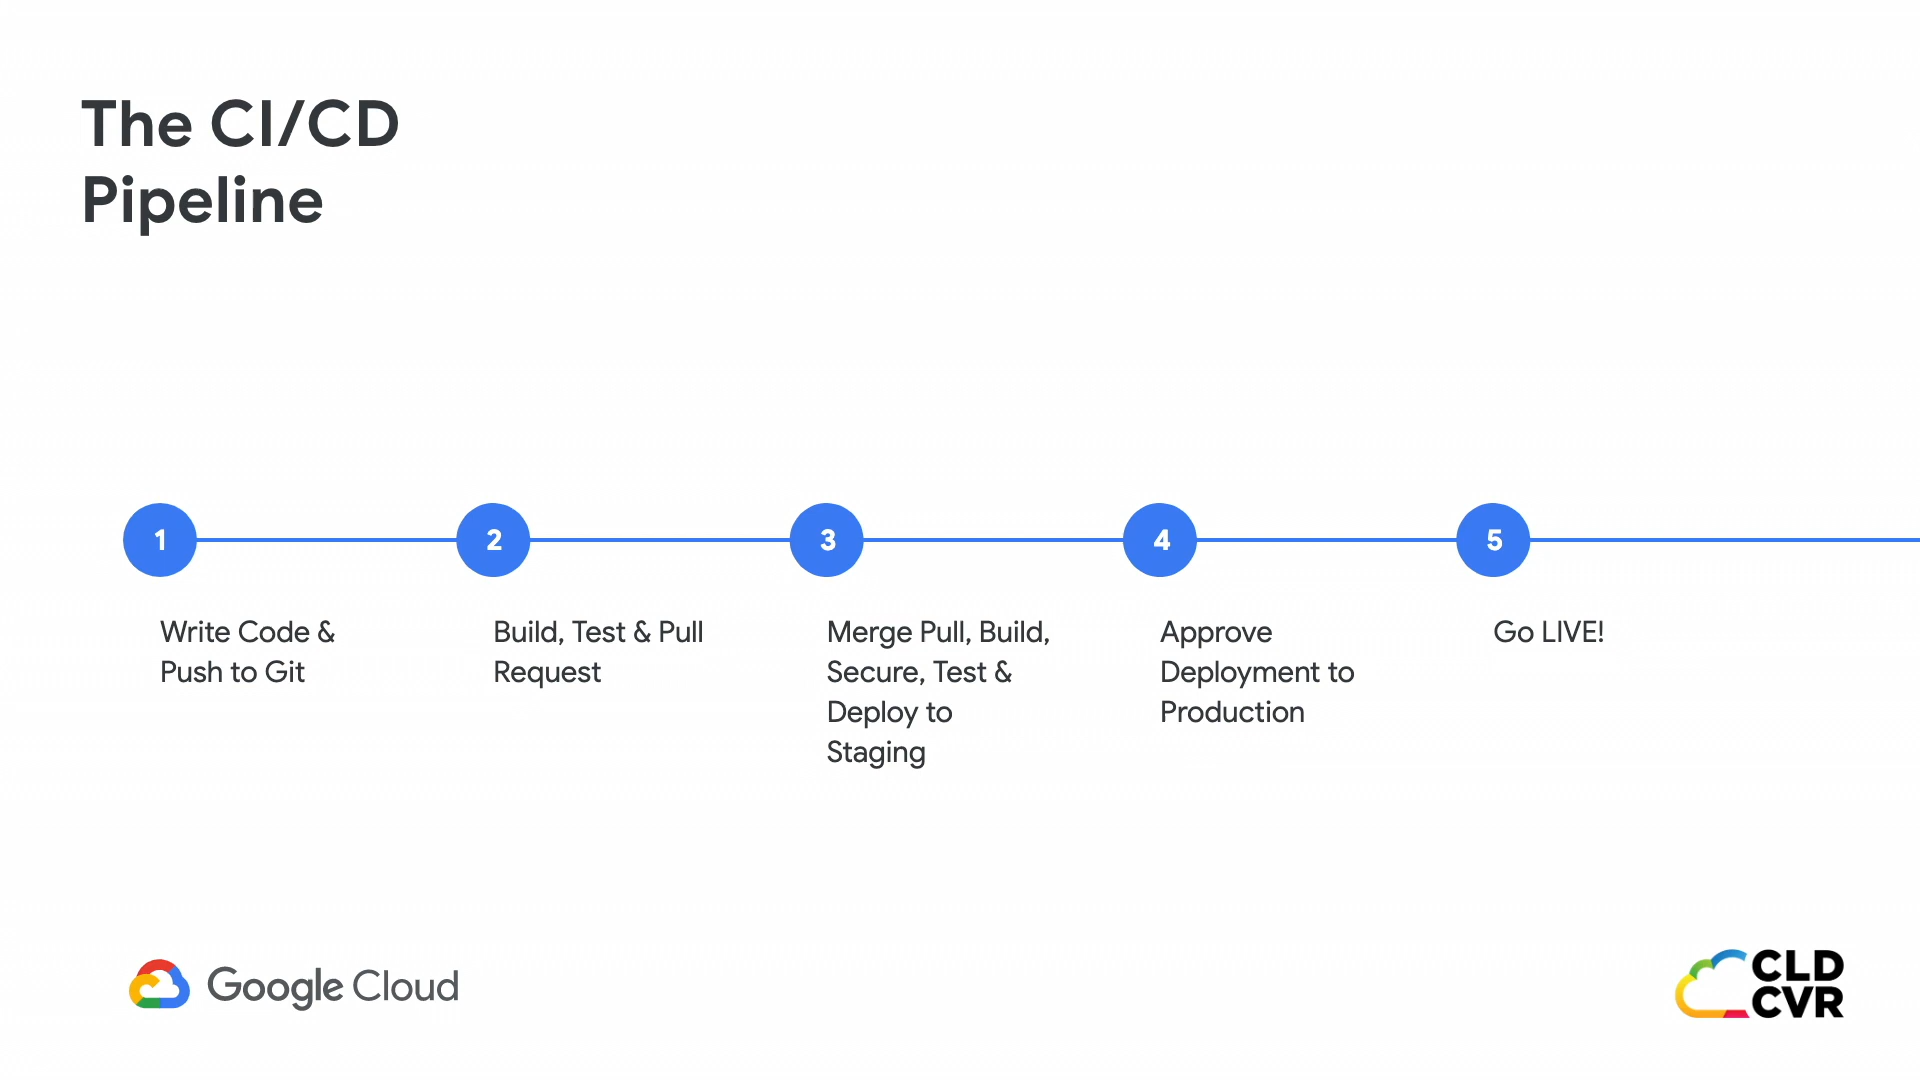 The CI/CD
Pipeline
1
2
3
4
5
Write Code &
Push to Git
Build, Test & Pull
Request
Merge Pull, Build,
Secure, Test &
Deploy to
Staging
Approve
Deployment to
Production
Go LIVE!
Google Cloud
CLD
CVR